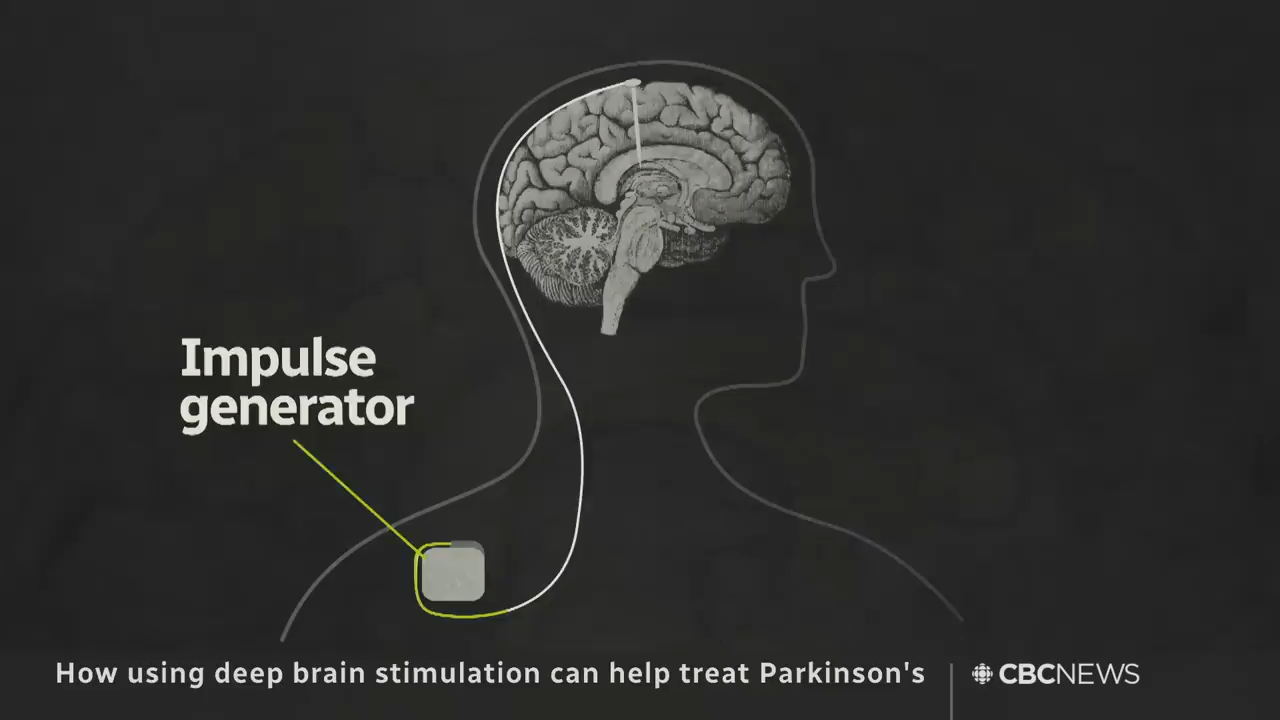 Impulse
generator
How using deep brain stimulation can help treat Parkinson's
CBCNEWS